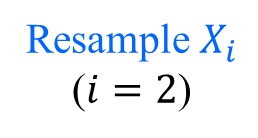 Resample Xᵢ
(i = 2)